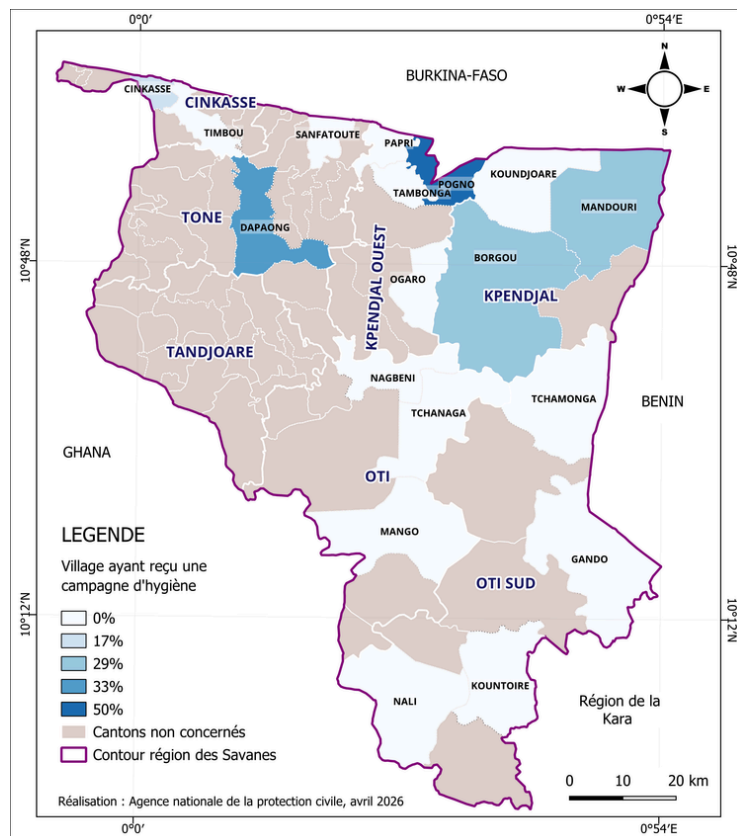 0°0'
0°54'E
BURKINA-FASO
N
W
E
S
CINKASSE
CINKASSE
TIMBOU
SANFATOUTE
PAPRI
TAMBONGA
POGNO
KOUNDJOARE
MANDOURI
TONE
DAPAONG
10°48'N
10°48'N
KPENDJAL OUEST
OGARO
BORGOU
KPENDJAL
TANDJOARE
NAGBENI
TCHANAGA
TCHAMONGA
BENIN
GHANA
OTI
MANGO
GANDO
OTI SUD
10°12'N
10°12'N
NALI
KOUNTOIRE
Région de la
Kara
LEGENDE
Village ayant reçu une
campagne d'hygiène
0%
17%
29%
33%
50%
Cantons non concernés
Contour région des Savanes
0 10 20 km
Réalisation : Agence nationale de la protection civile, avril 2026
0°0'
0°54'E